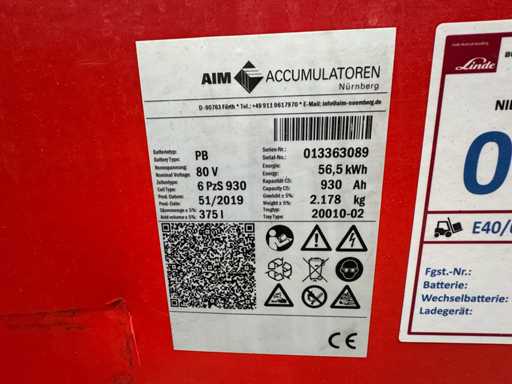 AIM ACCUMULATOREN
Nürnberg
D-90763 Fürth * Tel.: +49 911 9617970 * E-Mail: info@aim-nuernberg.de
Batterietyp: Battery Type: PB
Serien-Nr.: Serial-No.: 013363089
Nennspannung: Nominal Voltage: 80 V
Energie: Energy: 56,5 kWh
Zellentype: Cell Type: 6 PzS 930
Kapazität C5: Capacity C5: 930 Ah
Prod. Datum: Prod.-Date: 51/2019
Gewicht ± 5%: Weight ± 5%: 2.178 kg
Säuremenge ± 5%: Acid volume ± 5%: 375 l
Trogtyp: Tray Type: 20010-02
Pb
CE
Linde
E40/
Fgst.-Nr.:
Batterie:
Wechselbatterie:
Ladegerät: